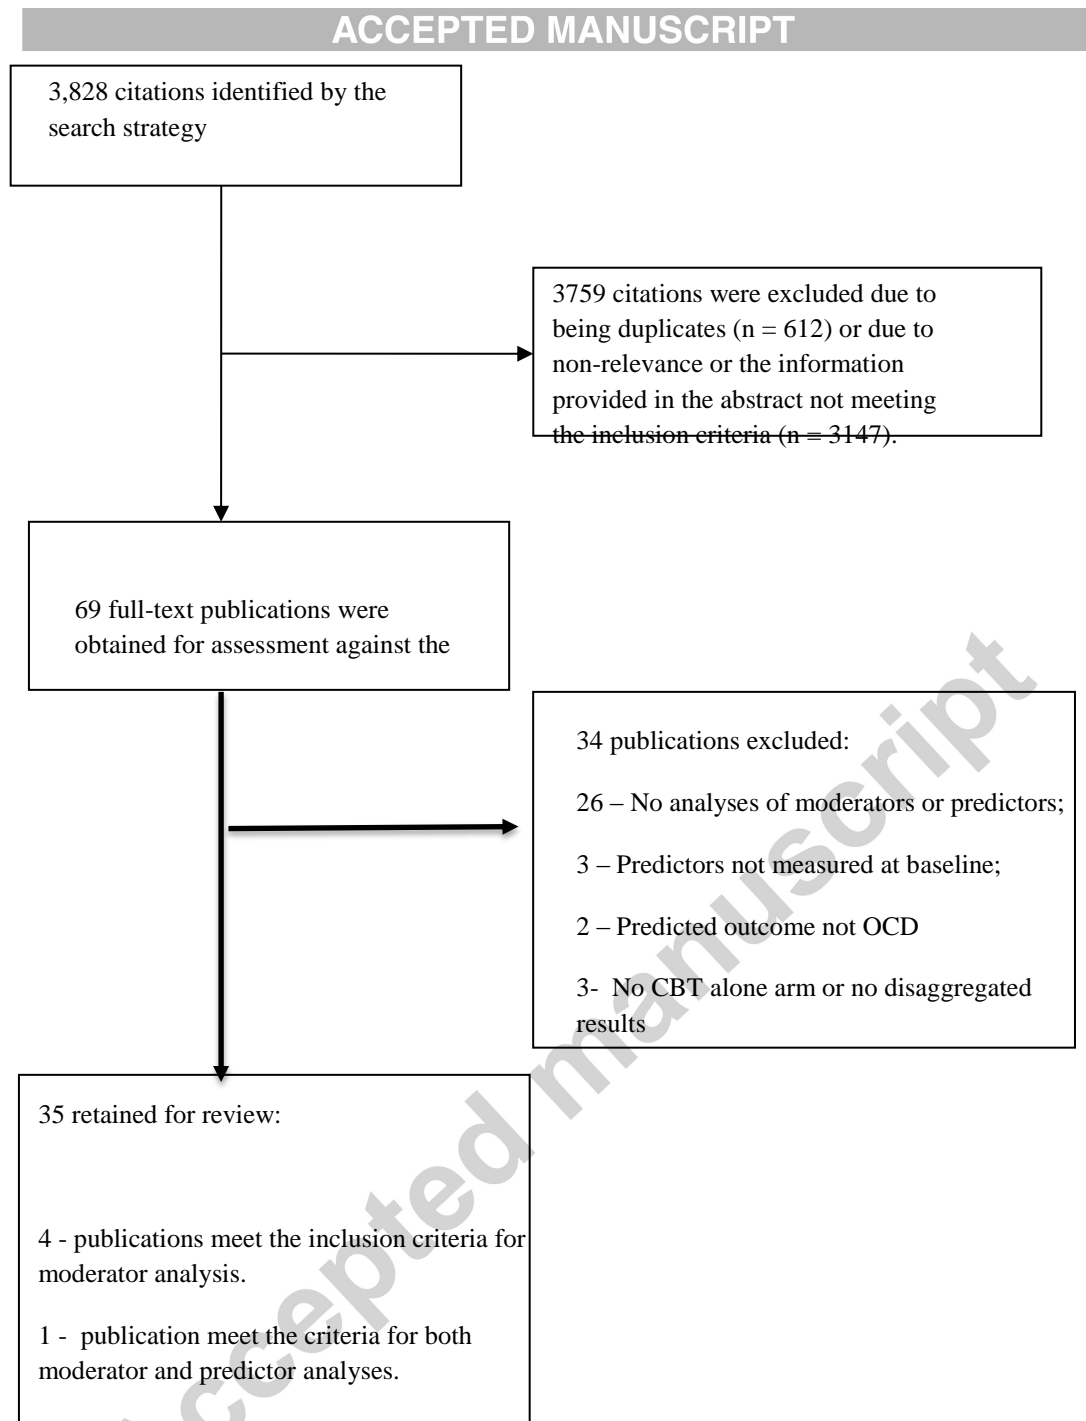 ACCEPTED MANUSCRIPT
3,828 citations identified by the
search strategy
3759 citations were excluded due to
being duplicates (n = 612) or due to
non-relevance or the information
provided in the abstract not meeting
the inclusion criteria (n = 3147).
69 full-text publications were
obtained for assessment against the
34 publications excluded:
26 – No analyses of moderators or predictors;
3 – Predictors not measured at baseline;
2 – Predicted outcome not OCD
3- No CBT alone arm or no disaggregated
results
35 retained for review:
4 - publications meet the inclusion criteria for
moderator analysis.
1 - publication meet the criteria for both
moderator and predictor analyses.
Accepted manuscript